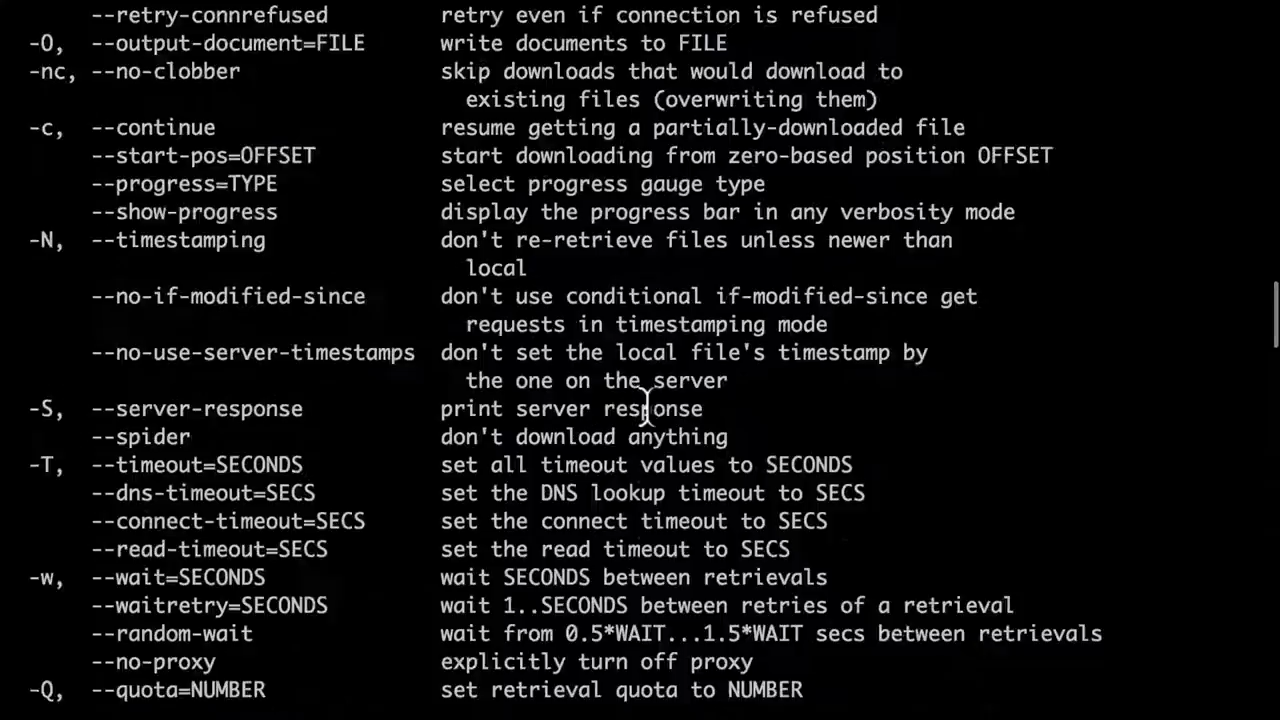 --retry-connrefused         retry even if connection is refused
-O,  --output-document=FILE      write documents to FILE
-nc, --no-clobber                skip downloads that would download to
                                   existing files (overwriting them)
-c,  --continue                  resume getting a partially-downloaded file
     --start-pos=OFFSET          start downloading from zero-based position OFFSET
     --progress=TYPE             select progress gauge type
     --show-progress             display the progress bar in any verbosity mode
-N,  --timestamping              don't re-retrieve files unless newer than
                                   local
     --no-if-modified-since      don't use conditional if-modified-since get
                                   requests in timestamping mode
     --no-use-server-timestamps  don't set the local file's timestamp by
                                   the one on the server
-S,  --server-response           print server response
     --spider                    don't download anything
-T,  --timeout=SECONDS           set all timeout values to SECONDS
     --dns-timeout=SECS          set the DNS lookup timeout to SECS
     --connect-timeout=SECS      set the connect timeout to SECS
     --read-timeout=SECS         set the read timeout to SECS
-w,  --wait=SECONDS              wait SECONDS between retrievals
     --waitretry=SECONDS         wait 1..SECONDS between retries of a retrieval
     --random-wait               wait from 0.5*WAIT...1.5*WAIT secs between retrievals
     --no-proxy                  explicitly turn off proxy
-Q,  --quota=NUMBER              set retrieval quota to NUMBER